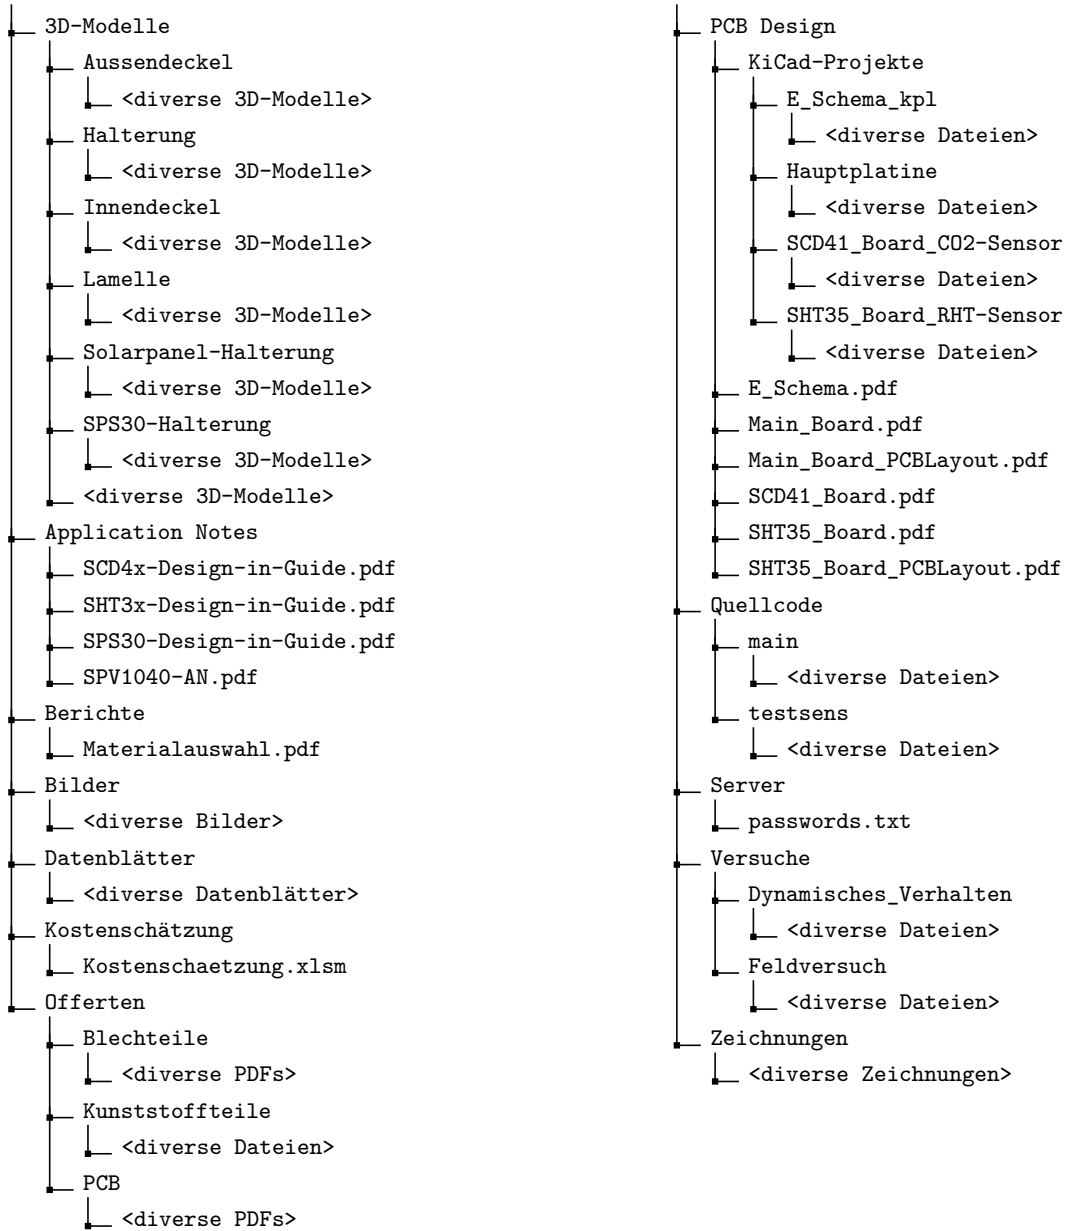 3D-Modelle
Aussendeckel
<diverse 3D-Modelle>
Halterung
<diverse 3D-Modelle>
Innendeckel
<diverse 3D-Modelle>
Lamelle
<diverse 3D-Modelle>
Solarpanel-Halterung
<diverse 3D-Modelle>
SPS30-Halterung
<diverse 3D-Modelle>
<diverse 3D-Modelle>
Application Notes
SCD4x-Design-in-Guide.pdf
SHT3x-Design-in-Guide.pdf
SPS30-Design-in-Guide.pdf
SPV1040-AN.pdf
Berichte
Materialauswahl.pdf
Bilder
<diverse Bilder>
Datenblätter
<diverse Datenblätter>
Kostenschätzung
Kostenschaetzung.xlsm
Offerten
Blechteile
<diverse PDFs>
Kunststoffteile
<diverse Dateien>
PCB
<diverse PDFs>
PCB Design
KiCad-Projekte
E_Schema_kpl
<diverse Dateien>
Hauptplatine
<diverse Dateien>
SCD41_Board_CO2-Sensor
<diverse Dateien>
SHT35_Board_RHT-Sensor
<diverse Dateien>
E_Schema.pdf
Main_Board.pdf
Main_Board_PCBLayout.pdf
SCD41_Board.pdf
SHT35_Board.pdf
SHT35_Board_PCBLayout.pdf
Quellcode
main
<diverse Dateien>
testsens
<diverse Dateien>
Server
passwords.txt
Versuche
Dynamisches_Verhalten
<diverse Dateien>
Feldversuch
<diverse Dateien>
Zeichnungen
<diverse Zeichnungen>